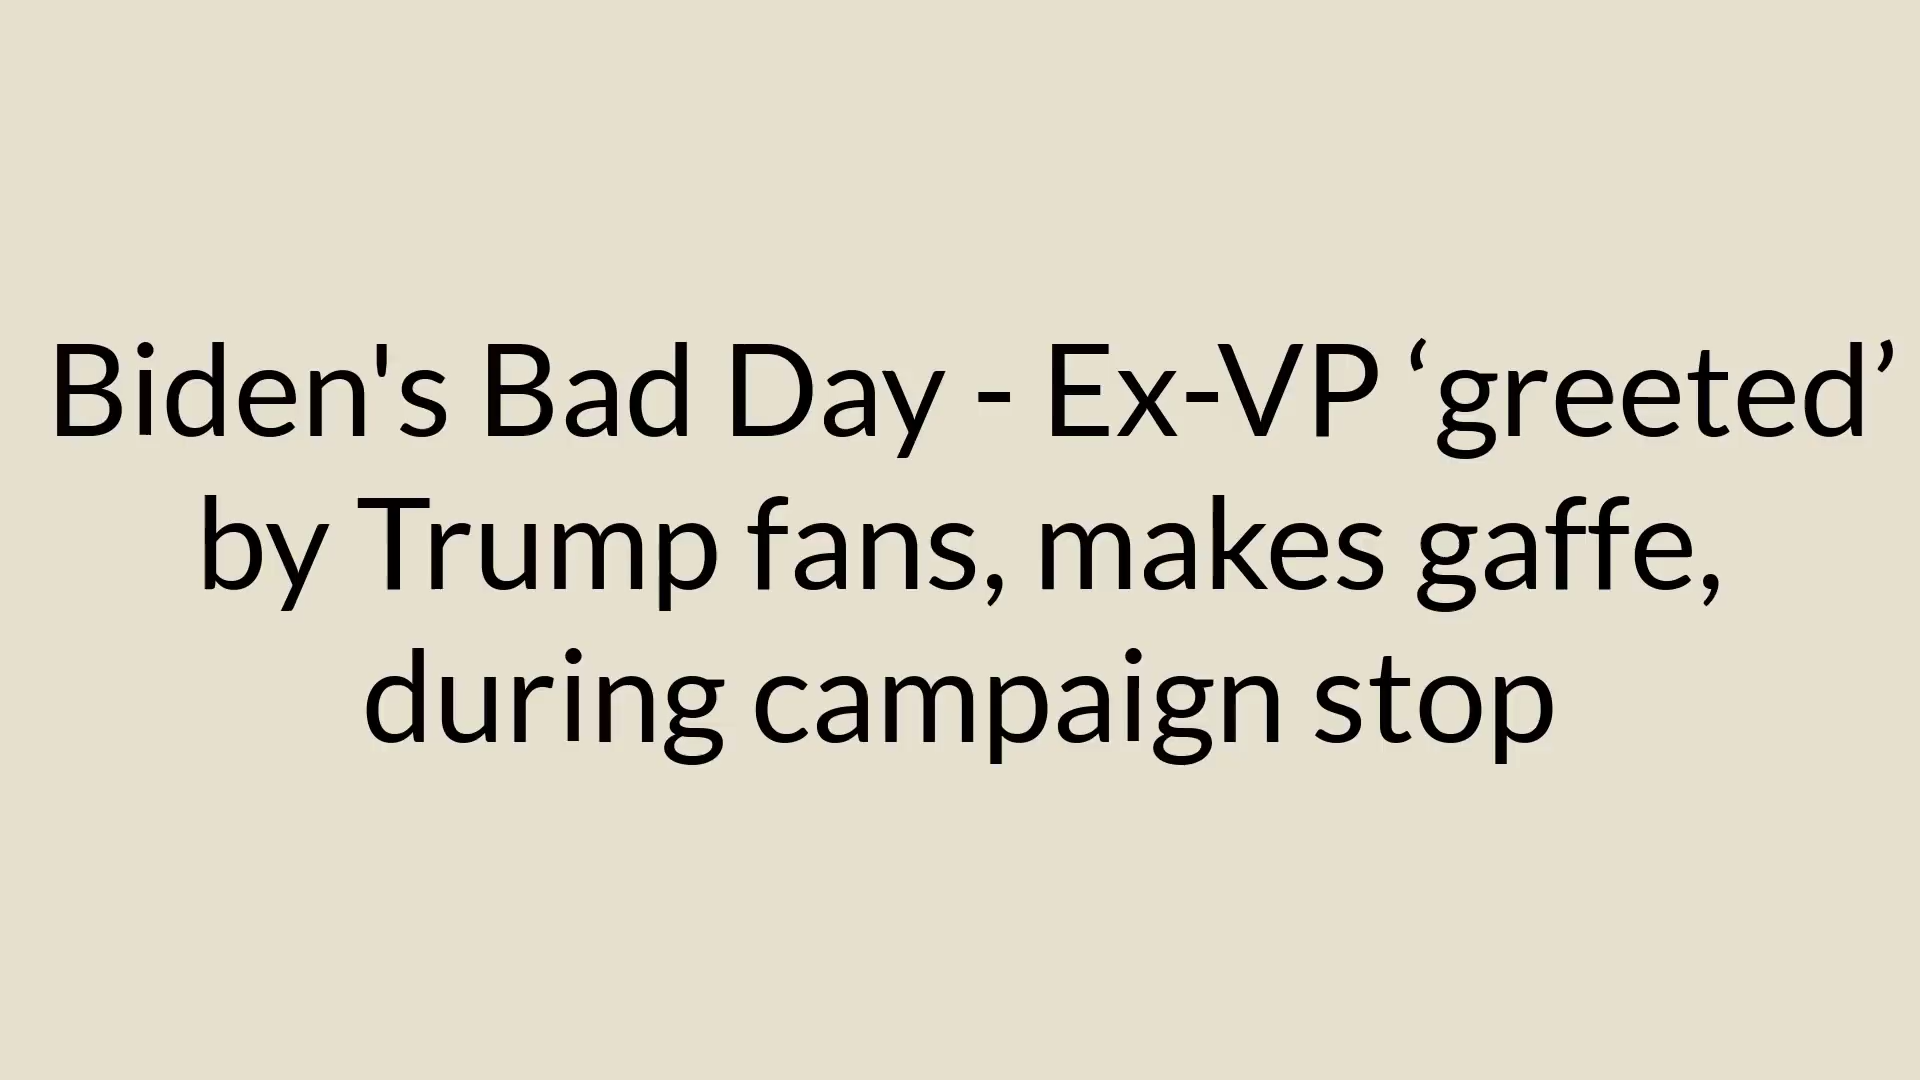 Biden's Bad Day - Ex-VP ‘greeted’
by Trump fans, makes gaffe,
during campaign stop